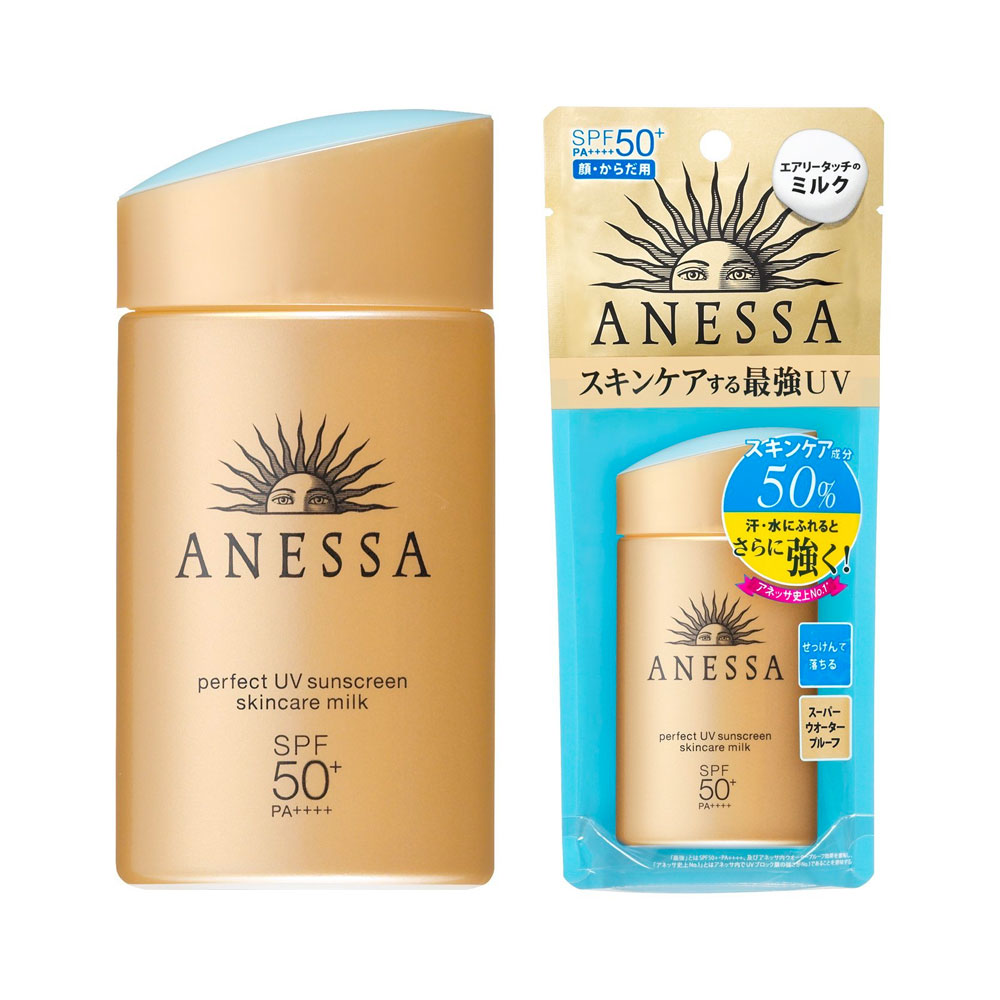 ANESSA
perfect UV sunscreen
skincare milk
SPF
50+
PA++++
SPF50+
PA++++
顔・からだ用
エアリータッチの
ミルク
ANESSA
スキンケアする最強UV
スキンケア成分
50%
汗・水にふれると
さらに強く!
アネッサ史上No.1*
せっけんで
落ちる
スーパー
ウオーター
プルーフ
ANESSA
perfect UV sunscreen
skincare milk
SPF
50+
PA++++